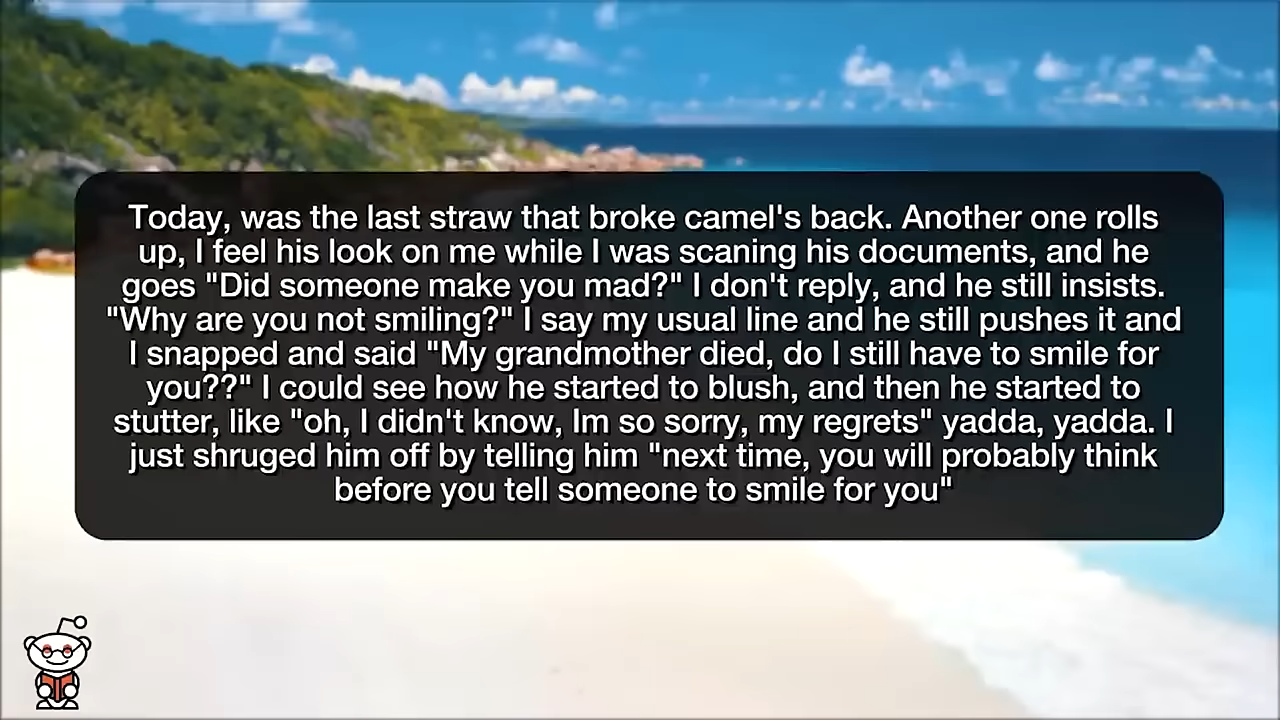 Today, was the last straw that broke camel's back. Another one rolls
up, I feel his look on me while I was scaning his documents, and he
goes "Did someone make you mad?" I don't reply, and he still insists.
"Why are you not smiling?" I say my usual line and he still pushes it and
I snapped and said "My grandmother died, do I still have to smile for
you??" I could see how he started to blush, and then he started to
stutter, like "oh, I didn't know, Im so sorry, my regrets" yadda, yadda. I
just shruged him off by telling him "next time, you will probably think
before you tell someone to smile for you"